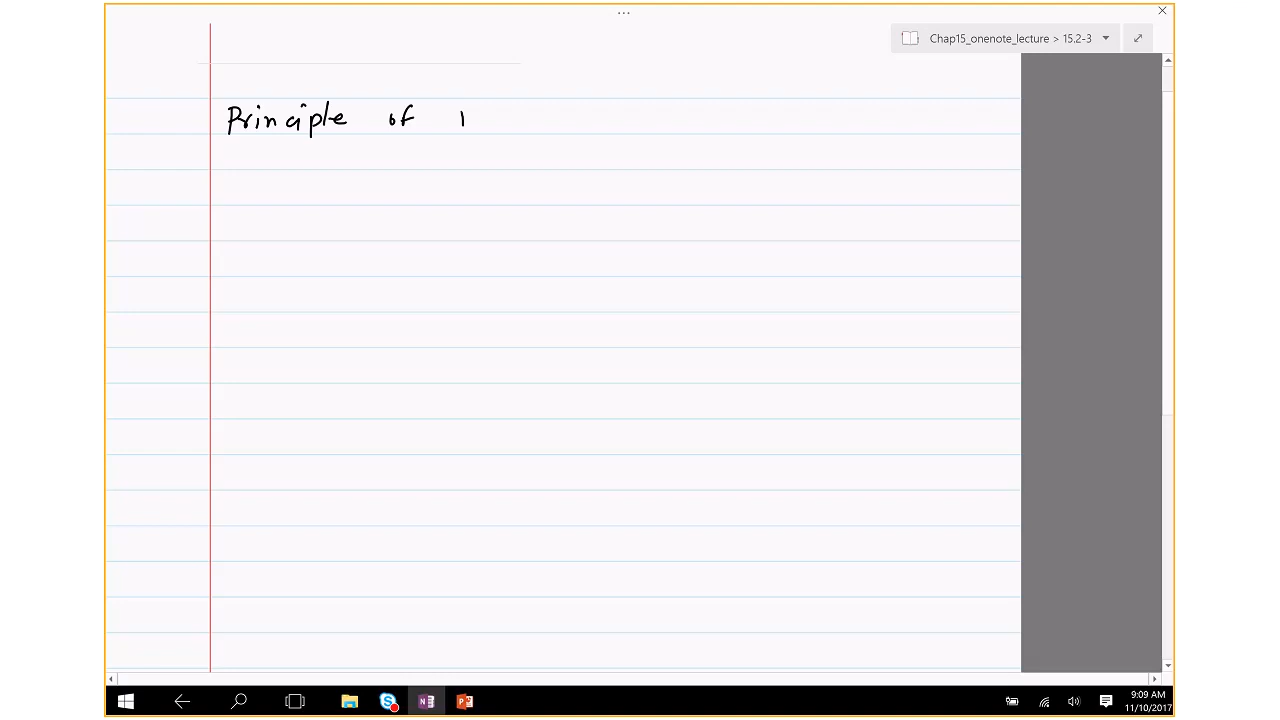 ...
Chap15_onenote_lecture > 15.2-3
Principle of I
9:09 AM
11/10/2017